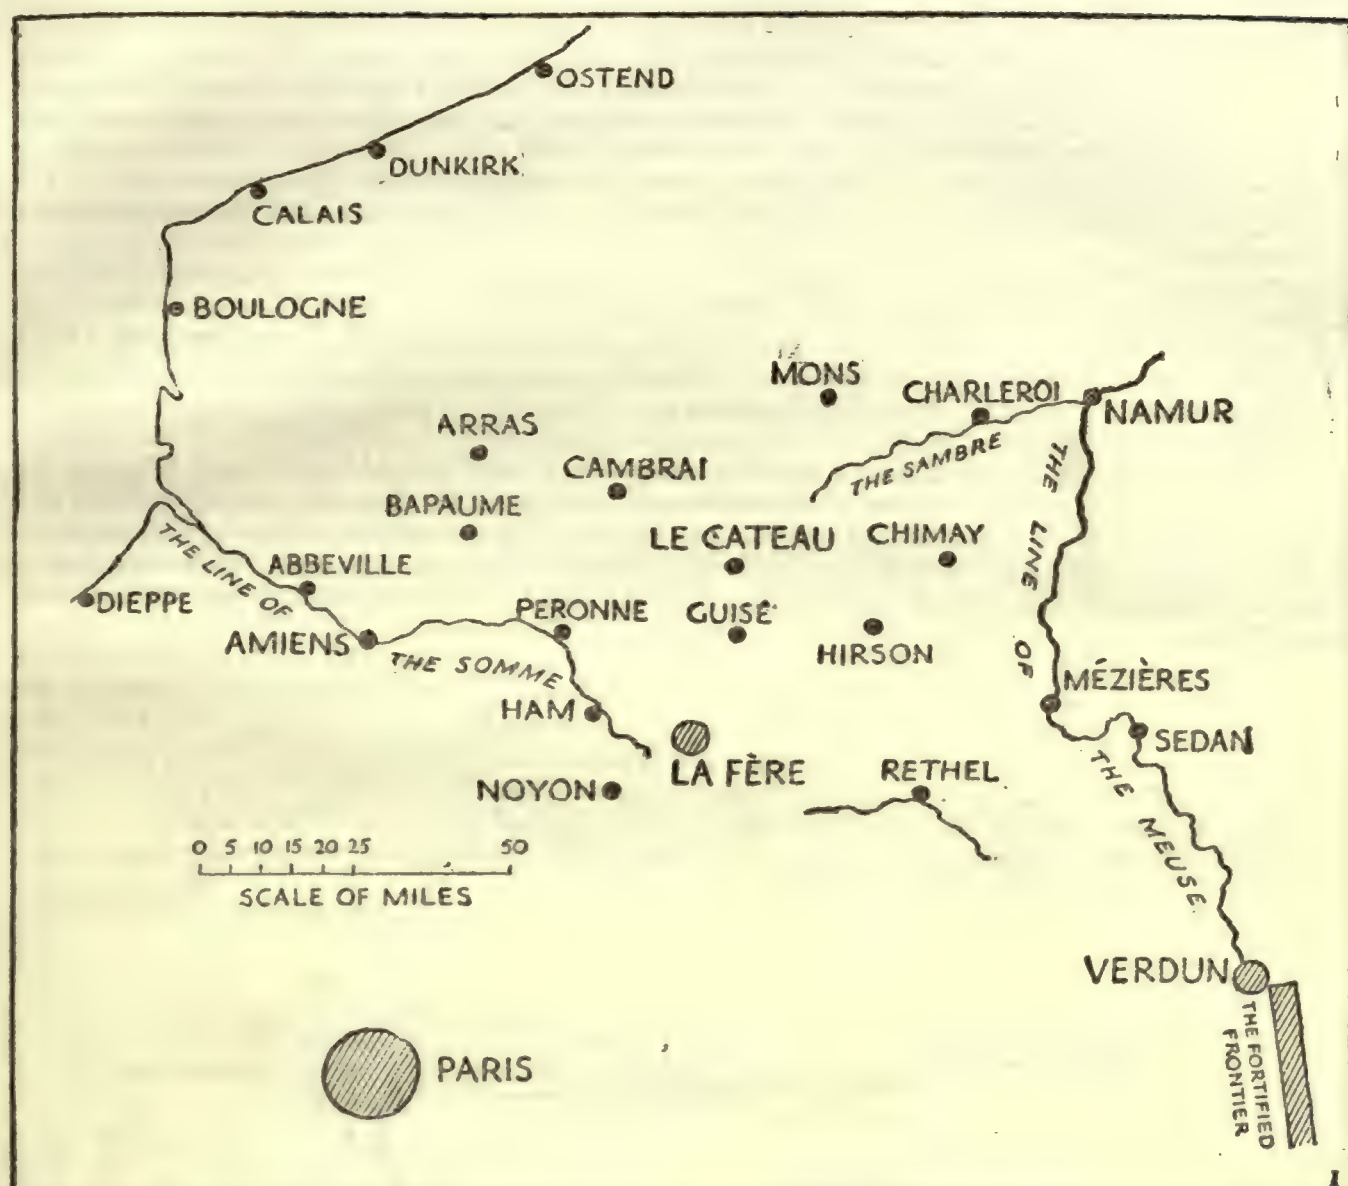 OSTEND
DUNKIRK
CALAIS
BOULOGNE
MONS
CHARLEROI
NAMUR
ARRAS
CAMBRAI
THE SAMBRE
BAPAUME
LE CATEAU
CHIMAY
THE LINE OF
ABBEVILLE
THE LINE OF
DIEPPE
PERONNE
GUISE
AMIENS
THE SOMME
HIRSON
MÉZIÈRES
HAM
SEDAN
LA FÈRE
RETHEL
NOYON
THE MEUSE
0 5 10 15 20 25 50
SCALE OF MILES
VERDUN
THE FORTIFIED
FRONTIER
PARIS